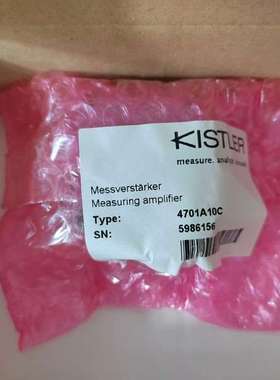 KISTLER
measure. analyze.
Messverstärker
Measuring amplifier
Type: 4701A10C
SN: 5986156